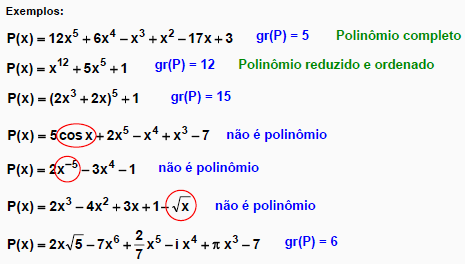 Exemplos:
P(x) = 12x⁵ + 6x⁴ – x³ + x² – 17x + 3 gr(P) = 5 Polinômio completo
P(x) = x¹² + 5x⁵ + 1 gr(P) = 12 Polinômio reduzido e ordenado
P(x) = (2x³ + 2x)⁵ + 1 gr(P) = 15
P(x) = 5cos x + 2x⁵ – x⁴ + x³ – 7 não é polinômio
P(x) = 2x⁻⁵ – 3x⁴ – 1 não é polinômio
P(x) = 2x³ – 4x² + 3x + 1 – √x não é polinômio
P(x) = 2x√5 – 7x⁶ + 2/7 x⁵ – i x⁴ + π x³ – 7 gr(P) = 6